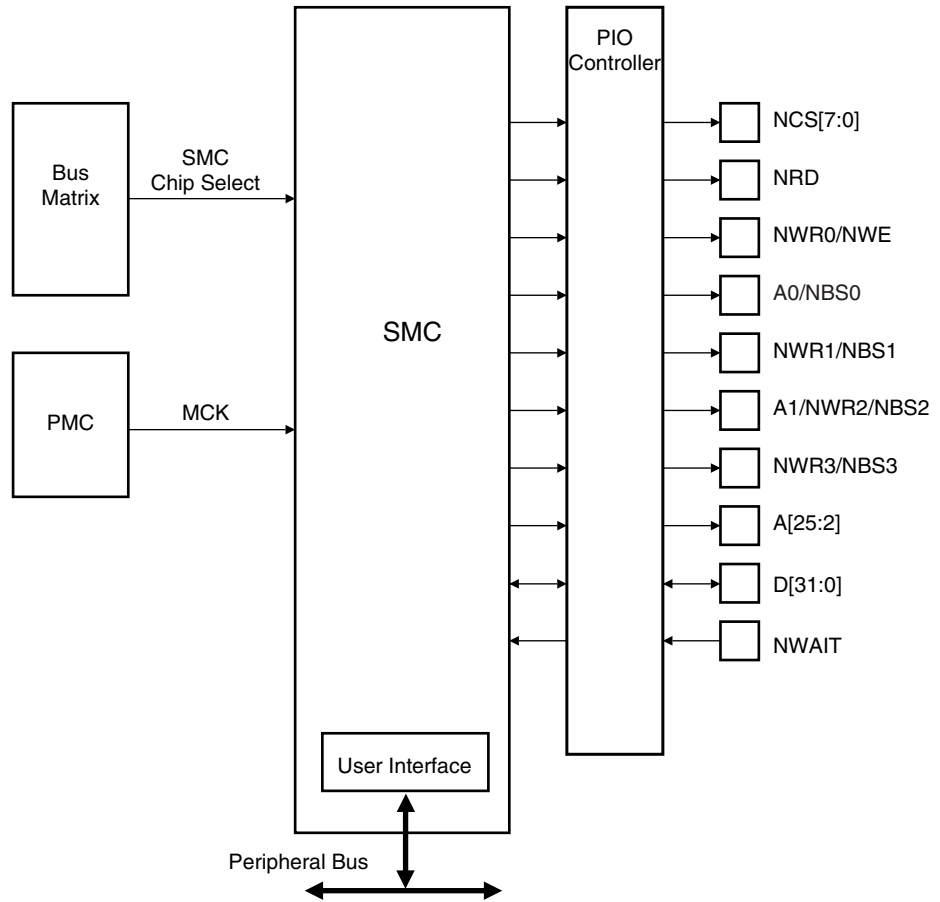 PIO
Controller
Bus
Matrix
SMC
Chip Select
PMC
MCK
SMC
NCS[7:0]
NRD
NWR0/NWE
A0/NBS0
NWR1/NBS1
A1/NWR2/NBS2
NWR3/NBS3
A[25:2]
D[31:0]
NWAIT
User Interface
Peripheral Bus